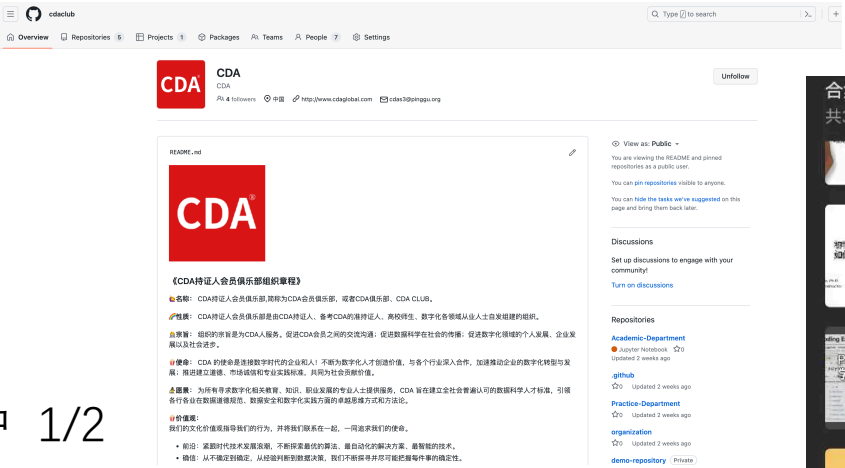 cdaclub
Type / to search
Overview
Repositories 5
Projects 1
Packages
Teams
People 7
Settings
CDA
CDA
CDA
4 followers
中国
http://www.cdaglobal.com
cdas3@pinggu.org
Unfollow
README.md
CDA®
《CDA持证人会员俱乐部组织章程》
名称： CDA持证人会员俱乐部,简称为CDA会员俱乐部，或者CDA俱乐部、CDA CLUB。
性质： CDA持证人会员俱乐部是由CDA持证人、备考CDA的准持证人、高校师生、数字化各领域从业人士自发组建的组织。
宗旨： 组织的宗旨是为CDA人服务。促进CDA会员之间的交流沟通；促进数据科学在社会的传播；促进数字化领域的个人发展、企业发
展以及社会进步。
使命： CDA 的使命是连接数字时代的企业和人！不断为数字化人才创造价值，与各个行业深入合作，加速推动企业的数字化转型与发
展；推进建立道德、市场诚信和专业实践标准，共同为社会贡献价值。
愿景： 为所有寻求数字化相关教育、知识、职业发展的专业人士提供服务，CDA 旨在建立全社会普遍认可的数据科学人才标准，引领
各行各业在数据道德规范、数据安全和数字化实践方面的卓越思维方式和方法论。
价值观：
我们的文化价值观指导我们的行为，并将我们联系在一起，一同追求我们的使命。
• 前沿：紧跟时代技术发展浪潮，不断探索最优的算法、最自动化的解决方案、最智能的技术。
• 确信：从不确定到确定，从经验判断到数据决策，我们不断探寻并尽可能把握每件事的确定性。
View as: Public
You are viewing the README and pinned
repositories as a public user.
You can pin repositories visible to anyone.
You can hide the tasks we've suggested on this
page and bring them back later.
Discussions
Set up discussions to engage with your
community!
Turn on discussions
Repositories
Academic-Department
Jupyter Notebook 0
Updated 2 weeks ago
.github
0 Updated 2 weeks ago
Practice-Department
0 Updated 2 weeks ago
organization
0 Updated 2 weeks ago
demo-repository Private
1/2
合
共